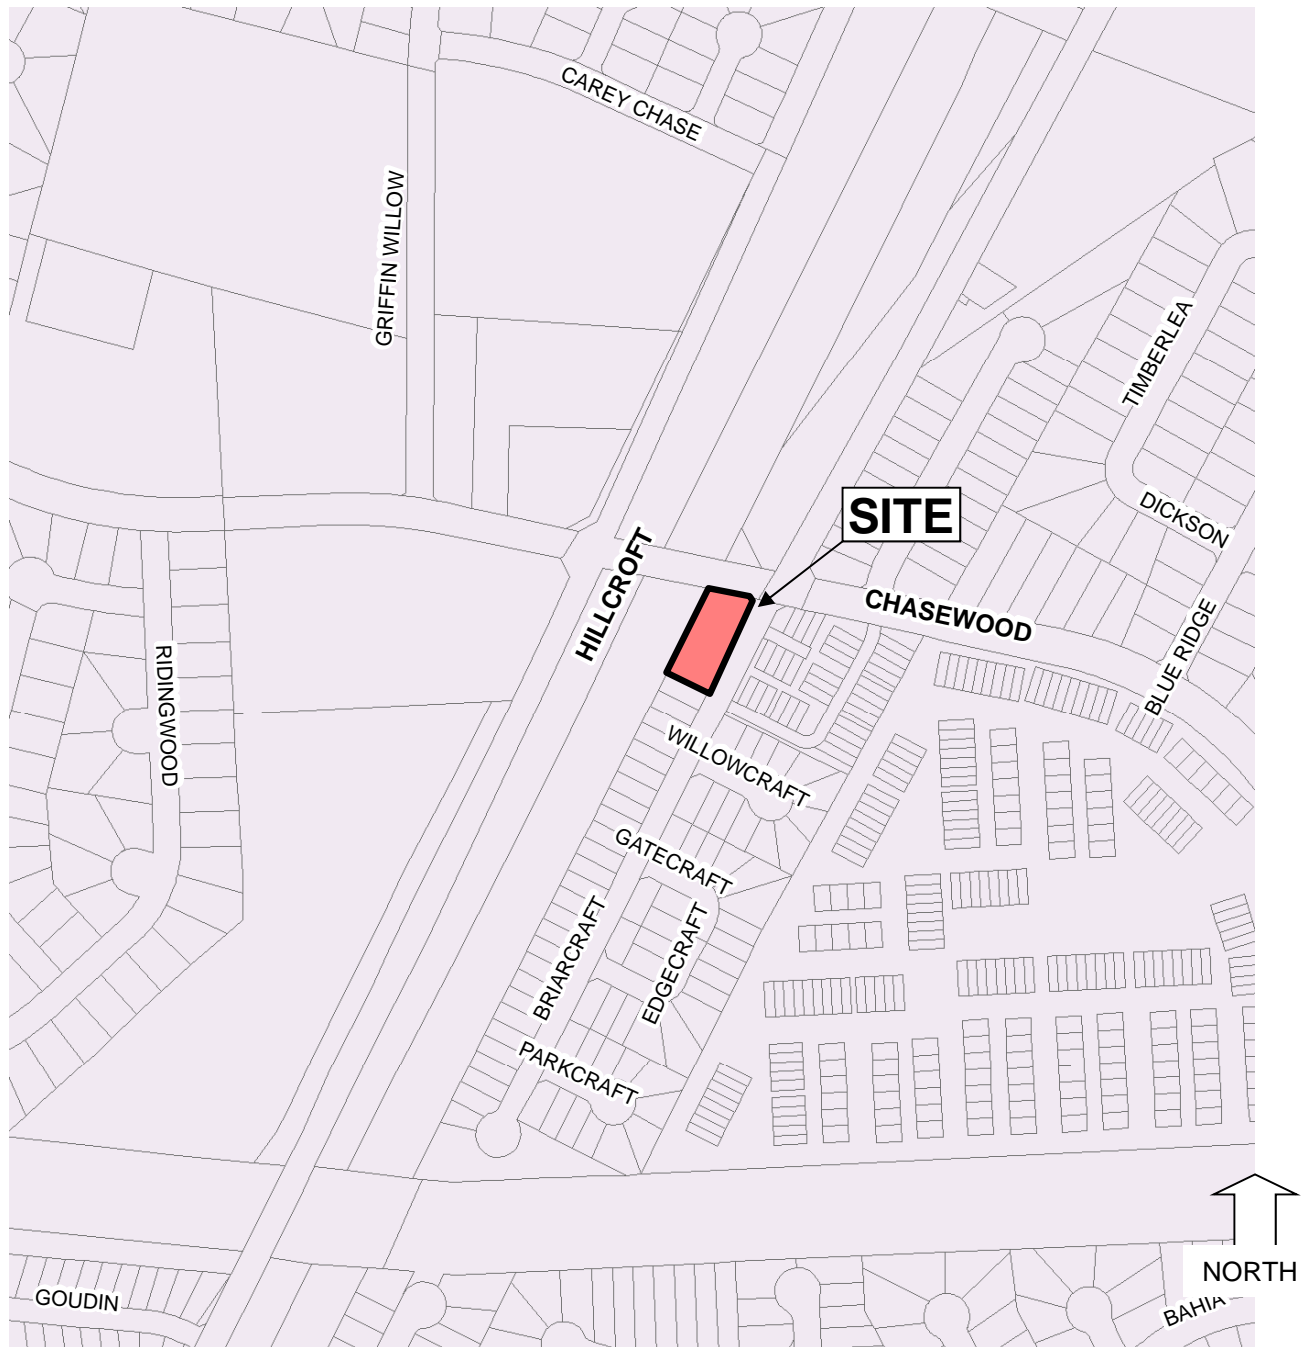 CAREY CHASE
GRIFFIN WILLOW
TIMBERLEA
SITE
DICKSON
HILLCROFT
CHASEWOOD
BLUE RIDGE
RIDINGWOOD
WILLOWCRAFT
GATECRAFT
BRIARCRAFT
EDGECRAFT
PARKCRAFT
NORTH
GOUDIN
BAHIA